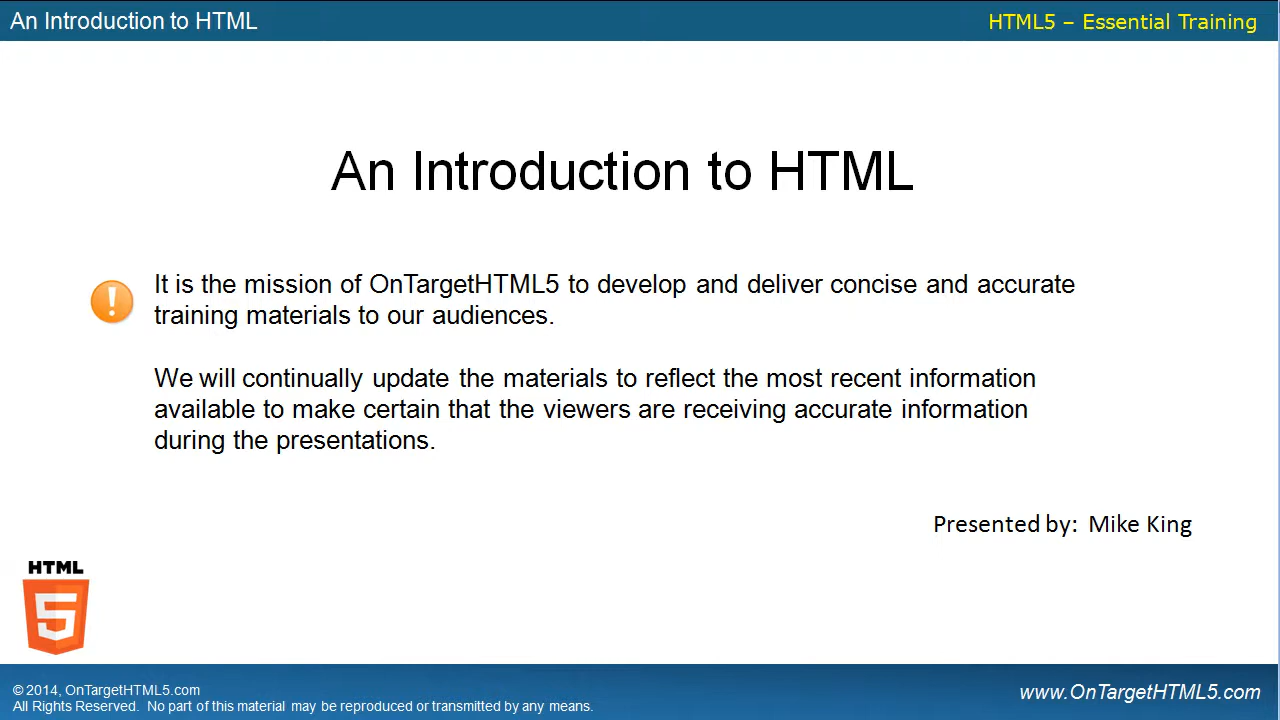 An Introduction to HTML
HTML5 – Essential Training
An Introduction to HTML
It is the mission of OnTargetHTML5 to develop and deliver concise and accurate
training materials to our audiences.
We will continually update the materials to reflect the most recent information
available to make certain that the viewers are receiving accurate information
during the presentations.
Presented by: Mike King
HTML
5
© 2014, OnTargetHTML5.com
All Rights Reserved. No part of this material may be reproduced or transmitted by any means.
www.OnTargetHTML5.com